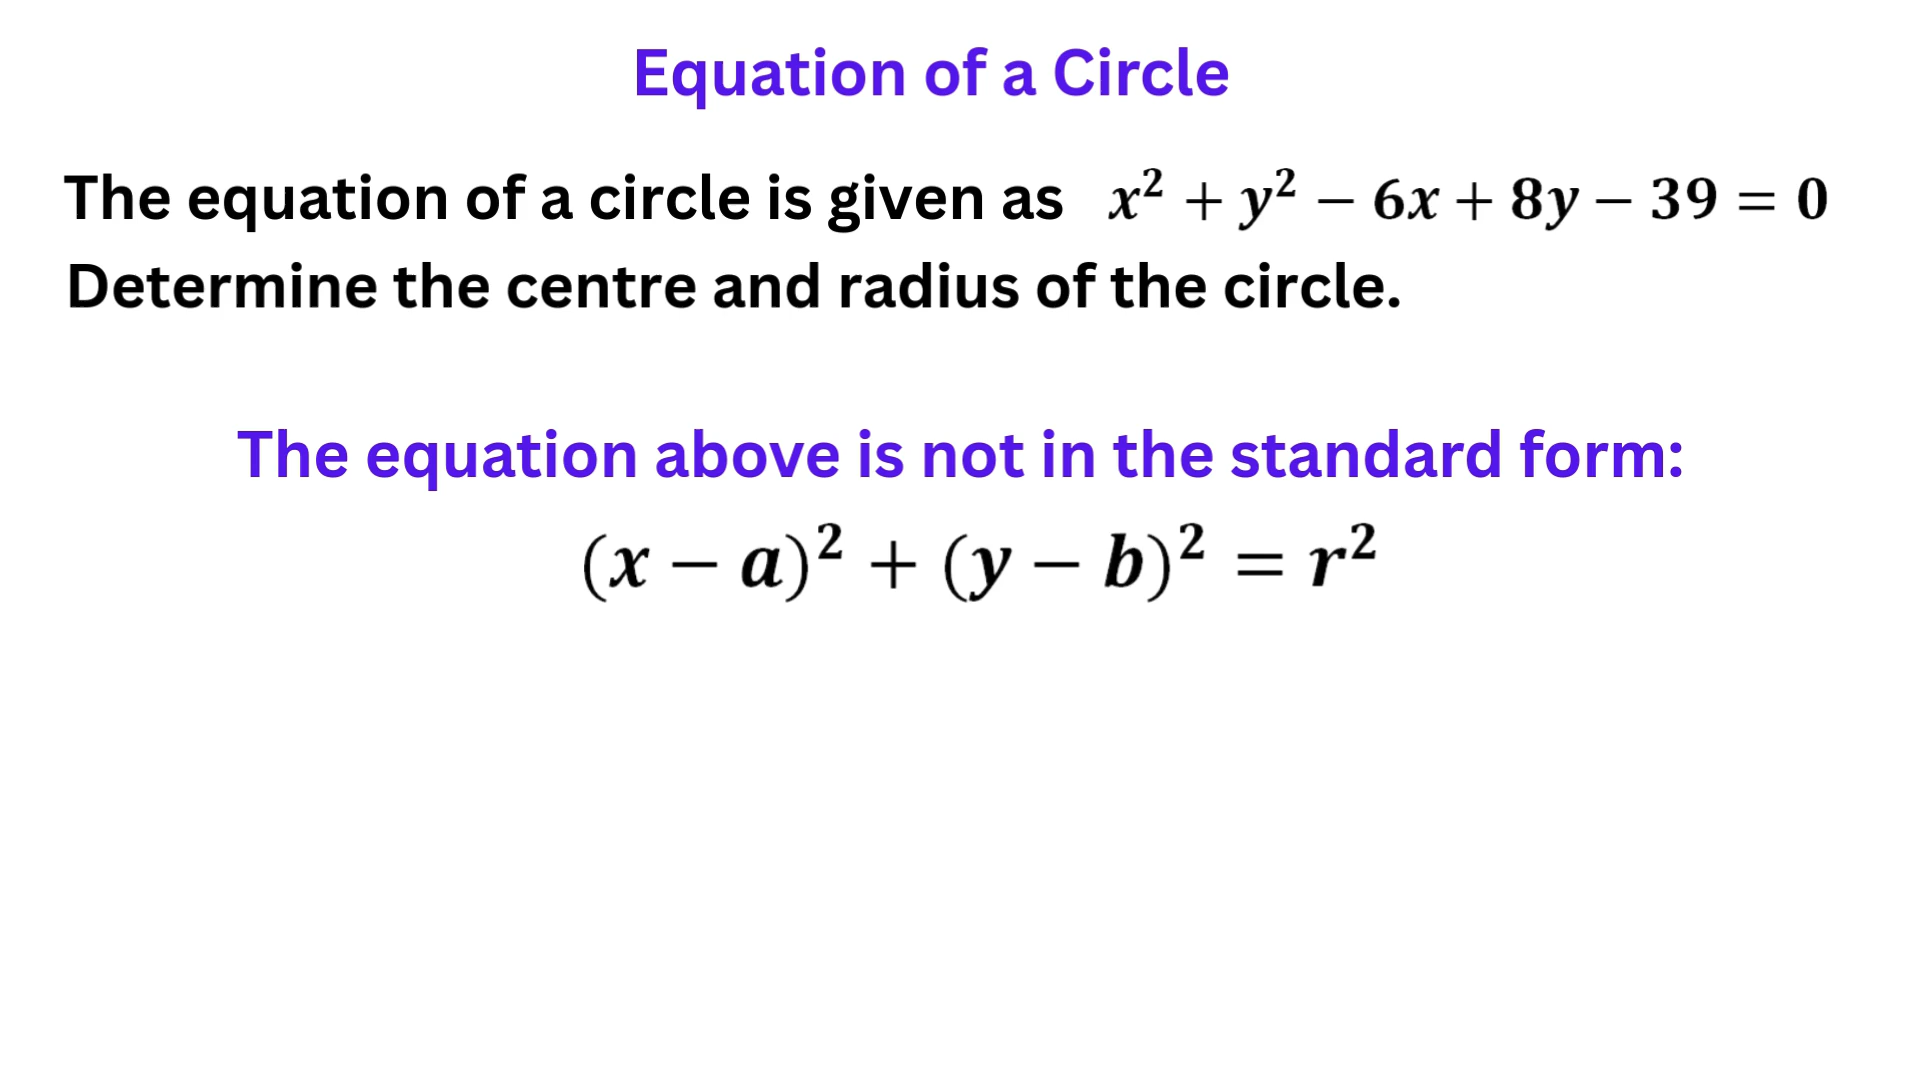 Equation of a Circle
The equation of a circle is given as x² + y² − 6x + 8y − 39 = 0
Determine the centre and radius of the circle.
The equation above is not in the standard form:
(x − a)² + (y − b)² = r²